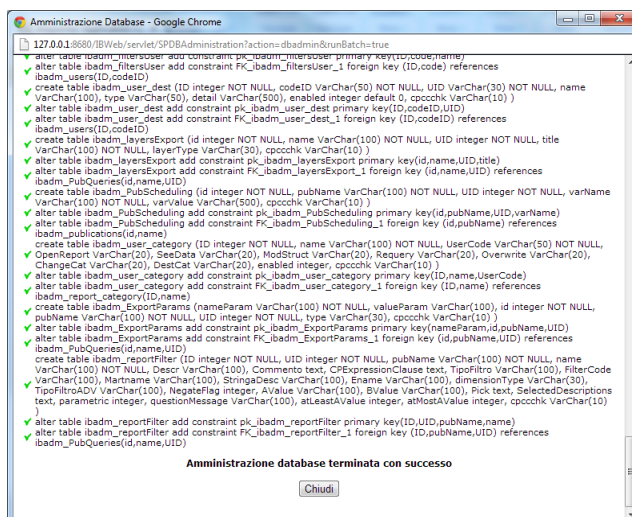 Amministrazione Database - Google Chrome
127.0.0.1:8680/IBWeb/servlet/SPDBAdministration?action=dbadmin&runBatch=true
alter table ibadm_filtersUser add constraint pk_ibadm_filtersUser primary key(ID,code,name)
alter table ibadm_filtersUser add constraint FK_ibadm_filtersUser_1 foreign key (ID,code) references
ibadm_users(ID,codeID)
create table ibadm_user_dest (ID integer NOT NULL, codeID VarChar(50) NOT NULL, UID VarChar(30) NOT NULL, name
VarChar(100), type VarChar(50), detail VarChar(500), enabled integer default 0, cpccchk VarChar(10) )
alter table ibadm_user_dest add constraint pk_ibadm_user_dest primary key(ID,codeID,UID)
alter table ibadm_user_dest add constraint FK_ibadm_user_dest_1 foreign key (ID,codeID) references
ibadm_users(ID,codeID)
create table ibadm_layersExport (id integer NOT NULL, name VarChar(100) NOT NULL, UID integer NOT NULL, title
VarChar(100) NOT NULL, layerType VarChar(30), cpccchk VarChar(10) )
alter table ibadm_layersExport add constraint pk_ibadm_layersExport primary key(id,name,UID,title)
alter table ibadm_layersExport add constraint FK_ibadm_layersExport_1 foreign key (id,name,UID) references
ibadm_PubQueries(id,name,UID)
create table ibadm_PubScheduling (id integer NOT NULL, pubName VarChar(100) NOT NULL, UID integer NOT NULL, varName
VarChar(100) NOT NULL, varValue VarChar(500), cpccchk VarChar(10) )
alter table ibadm_PubScheduling add constraint pk_ibadm_PubScheduling primary key(id,pubName,UID,varName)
alter table ibadm_PubScheduling add constraint FK_ibadm_PubScheduling_1 foreign key (id,pubName) references
ibadm_publications(id,name)
create table ibadm_user_category (ID integer NOT NULL, name VarChar(100) NOT NULL, UserCode VarChar(50) NOT NULL,
OpenReport VarChar(20), SeeData VarChar(20), ModStruct VarChar(20), Requery VarChar(20), Overwrite VarChar(20),
ChangeCat VarChar(20), DestCat VarChar(20), enabled integer, cpccchk VarChar(10) )
alter table ibadm_user_category add constraint pk_ibadm_user_category primary key(ID,name,UserCode)
alter table ibadm_user_category add constraint FK_ibadm_user_category_1 foreign key (ID,name) references
ibadm_report_category(ID,name)
create table ibadm_ExportParams (nameParam VarChar(100) NOT NULL, valueParam VarChar(100), id integer NOT NULL,
pubName VarChar(100) NOT NULL, UID integer NOT NULL, type VarChar(30), cpccchk VarChar(10) )
alter table ibadm_ExportParams add constraint pk_ibadm_ExportParams primary key(nameParam,id,pubName,UID)
alter table ibadm_ExportParams add constraint FK_ibadm_ExportParams_1 foreign key (id,pubName,UID) references
ibadm_PubQueries(id,name,UID)
create table ibadm_reportFilter (ID integer NOT NULL, UID integer NOT NULL, pubName VarChar(100) NOT NULL, name
VarChar(100) NOT NULL, Descr VarChar(100), Commento text, CPExpressionClause text, TipoFiltro VarChar(100), FilterCode
VarChar(100), Martname VarChar(100), StringaDesc VarChar(100), Ename VarChar(100), dimensionType VarChar(30),
TipoFiltroADV VarChar(100), NegateFlag integer, AValue VarChar(100), BValue VarChar(100), Pick text, SelectedDescriptions
text, parametric integer, questionMessage VarChar(100), atLeastAValue integer, atMostAValue integer, cpccchk VarChar(10)
)
alter table ibadm_reportFilter add constraint pk_ibadm_reportFilter primary key(ID,UID,pubName,name)
alter table ibadm_reportFilter add constraint FK_ibadm_reportFilter_1 foreign key (ID,pubName,UID) references
ibadm_PubQueries(id,name,UID)
Amministrazione database terminata con successo
Chiudi